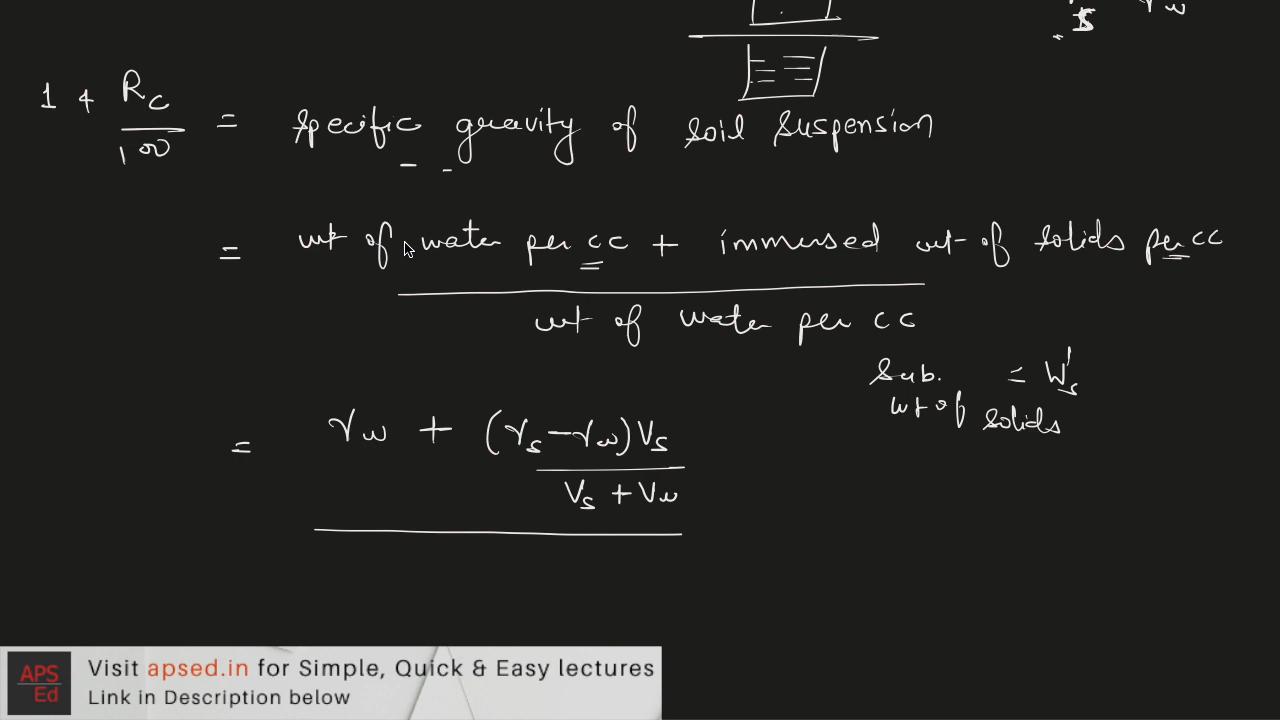 1 + Rc/100 = specific gravity of soil suspension
= wt of water per cc + immersed wt of solids per cc
wt of water per cc
Sub. wt of solids = Ws'
= γw + (γs-γw)Vs
Vs + Vw
APS Ed
Visit apsed.in for Simple, Quick & Easy lectures
Link in Description below